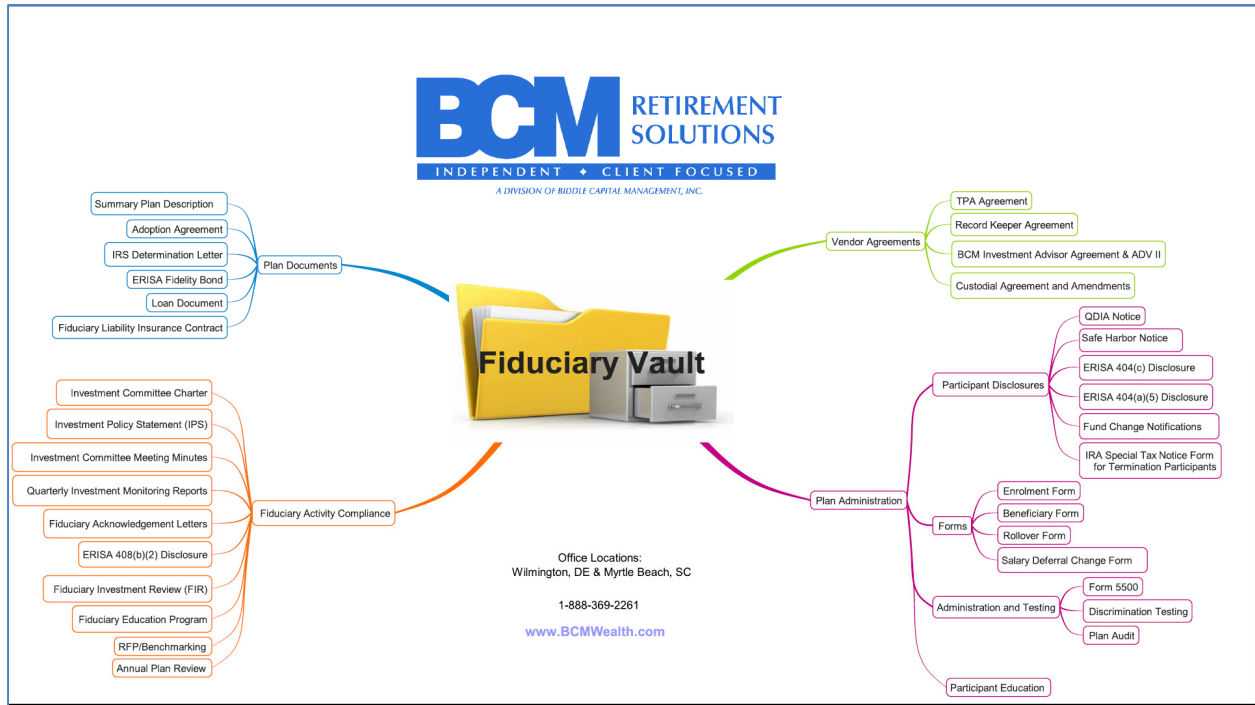 BCM
RETIREMENT
SOLUTIONS
INDEPENDENT ✦ CLIENT FOCUSED
A DIVISION OF BIDDLE CAPITAL MANAGEMENT, INC.
Fiduciary Vault
Plan Documents
Summary Plan Description
Adoption Agreement
IRS Determination Letter
ERISA Fidelity Bond
Loan Document
Fiduciary Liability Insurance Contract
Fiduciary Activity Compliance
Investment Committee Charter
Investment Policy Statement (IPS)
Investment Committee Meeting Minutes
Quarterly Investment Monitoring Reports
Fiduciary Acknowledgement Letters
ERISA 408(b)(2) Disclosure
Fiduciary Investment Review (FIR)
Fiduciary Education Program
RFP/Benchmarking
Annual Plan Review
Vendor Agreements
TPA Agreement
Record Keeper Agreement
BCM Investment Advisor Agreement & ADV II
Custodial Agreement and Amendments
Plan Administration
Participant Disclosures
QDIA Notice
Safe Harbor Notice
ERISA 404(c) Disclosure
ERISA 404(a)(5) Disclosure
Fund Change Notifications
IRA Special Tax Notice Form
for Termination Participants
Forms
Enrolment Form
Beneficiary Form
Rollover Form
Salary Deferral Change Form
Administration and Testing
Form 5500
Discrimination Testing
Plan Audit
Participant Education
Office Locations:
Wilmington, DE & Myrtle Beach, SC
1-888-369-2261
www.BCMWealth.com